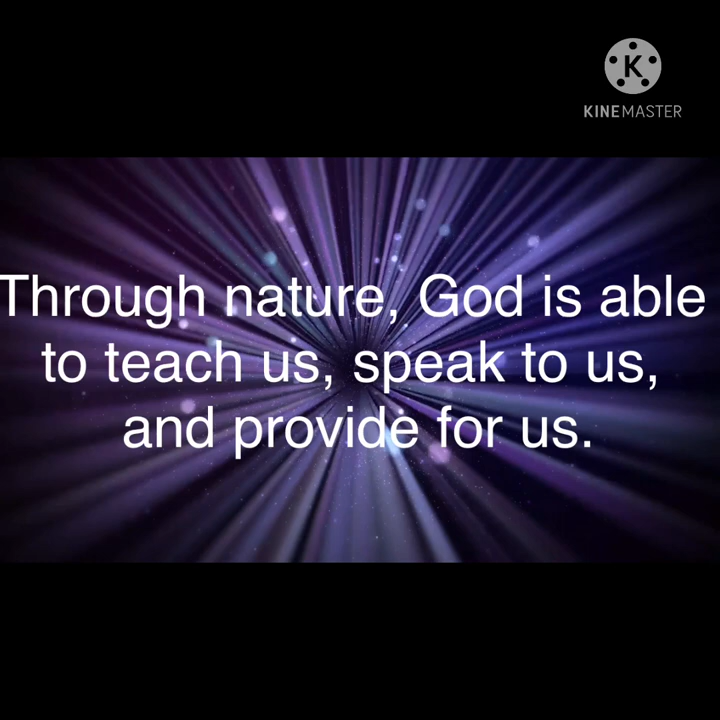 K
KINEMASTER
Through nature, God is able
to teach us, speak to us,
and provide for us.